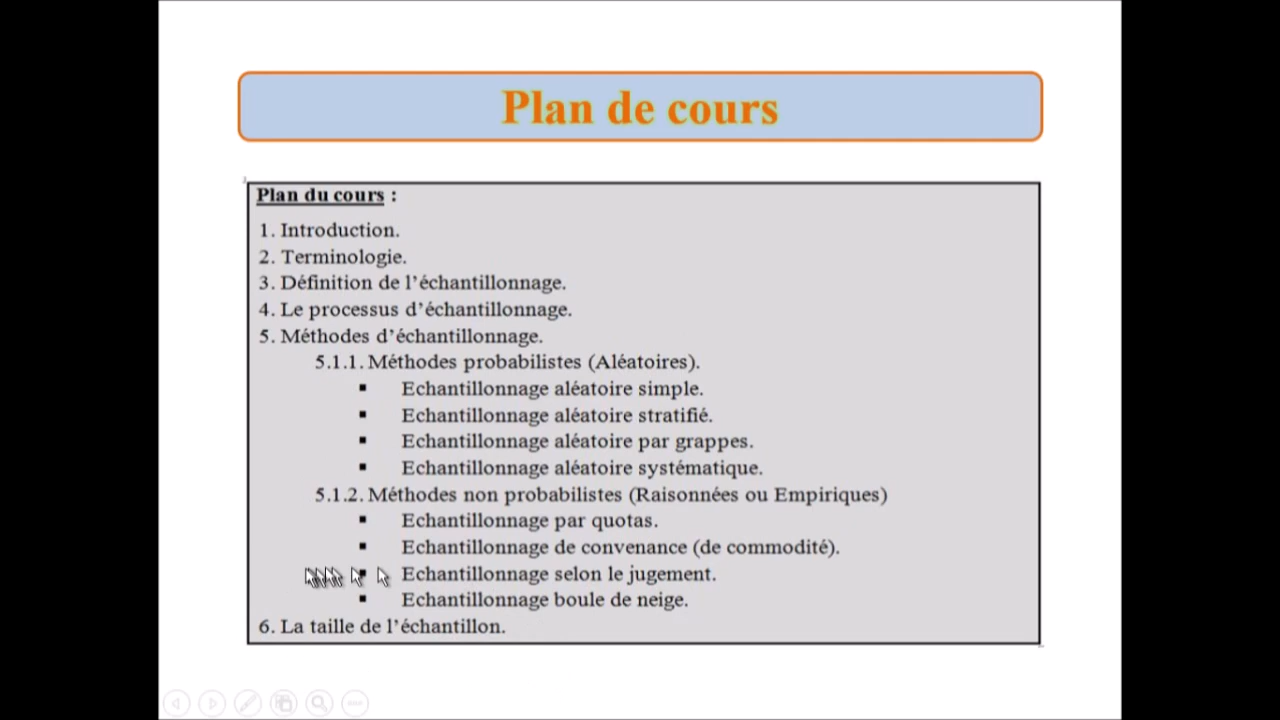 Plan de cours
Plan du cours :
1. Introduction.
2. Terminologie.
3. Définition de l’échantillonnage.
4. Le processus d’échantillonnage.
5. Méthodes d’échantillonnage.
5.1.1. Méthodes probabilistes (Aléatoires).
▪ Echantillonnage aléatoire simple.
▪ Echantillonnage aléatoire stratifié.
▪ Echantillonnage aléatoire par grappes.
▪ Echantillonnage aléatoire systématique.
5.1.2. Méthodes non probabilistes (Raisonnées ou Empiriques)
▪ Echantillonnage par quotas.
▪ Echantillonnage de convenance (de commodité).
▪ Echantillonnage selon le jugement.
▪ Echantillonnage boule de neige.
6. La taille de l’échantillon.